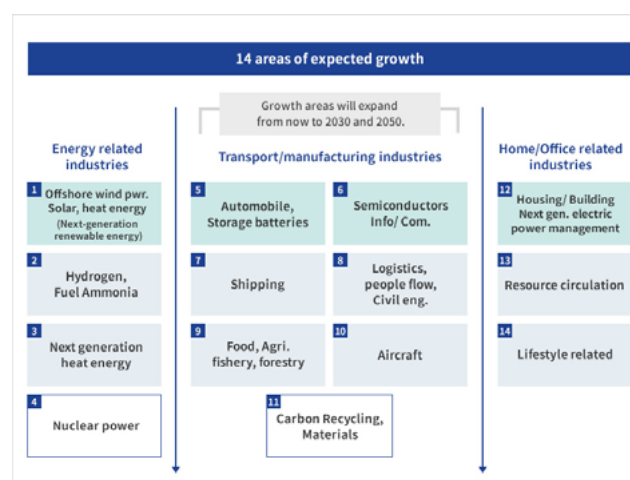 14 areas of expected growth
Growth areas will expand
from now to 2030 and 2050.
Energy related
industries
1
Offshore wind pwr.
Solar, heat energy
(Next-generation
renewable energy)
2
Hydrogen,
Fuel Ammonia
3
Next generation
heat energy
4
Nuclear power
Transport/manufacturing industries
5
Automobile,
Storage batteries
6
Semiconductors
Info/ Com.
7
Shipping
8
Logistics,
people flow,
Civil eng.
9
Food, Agri.
fishery, forestry
10
Aircraft
11
Carbon Recycling,
Materials
Home/Office related
industries
12
Housing/ Building
Next gen. electric
power management
13
Resource circulation
14
Lifestyle related